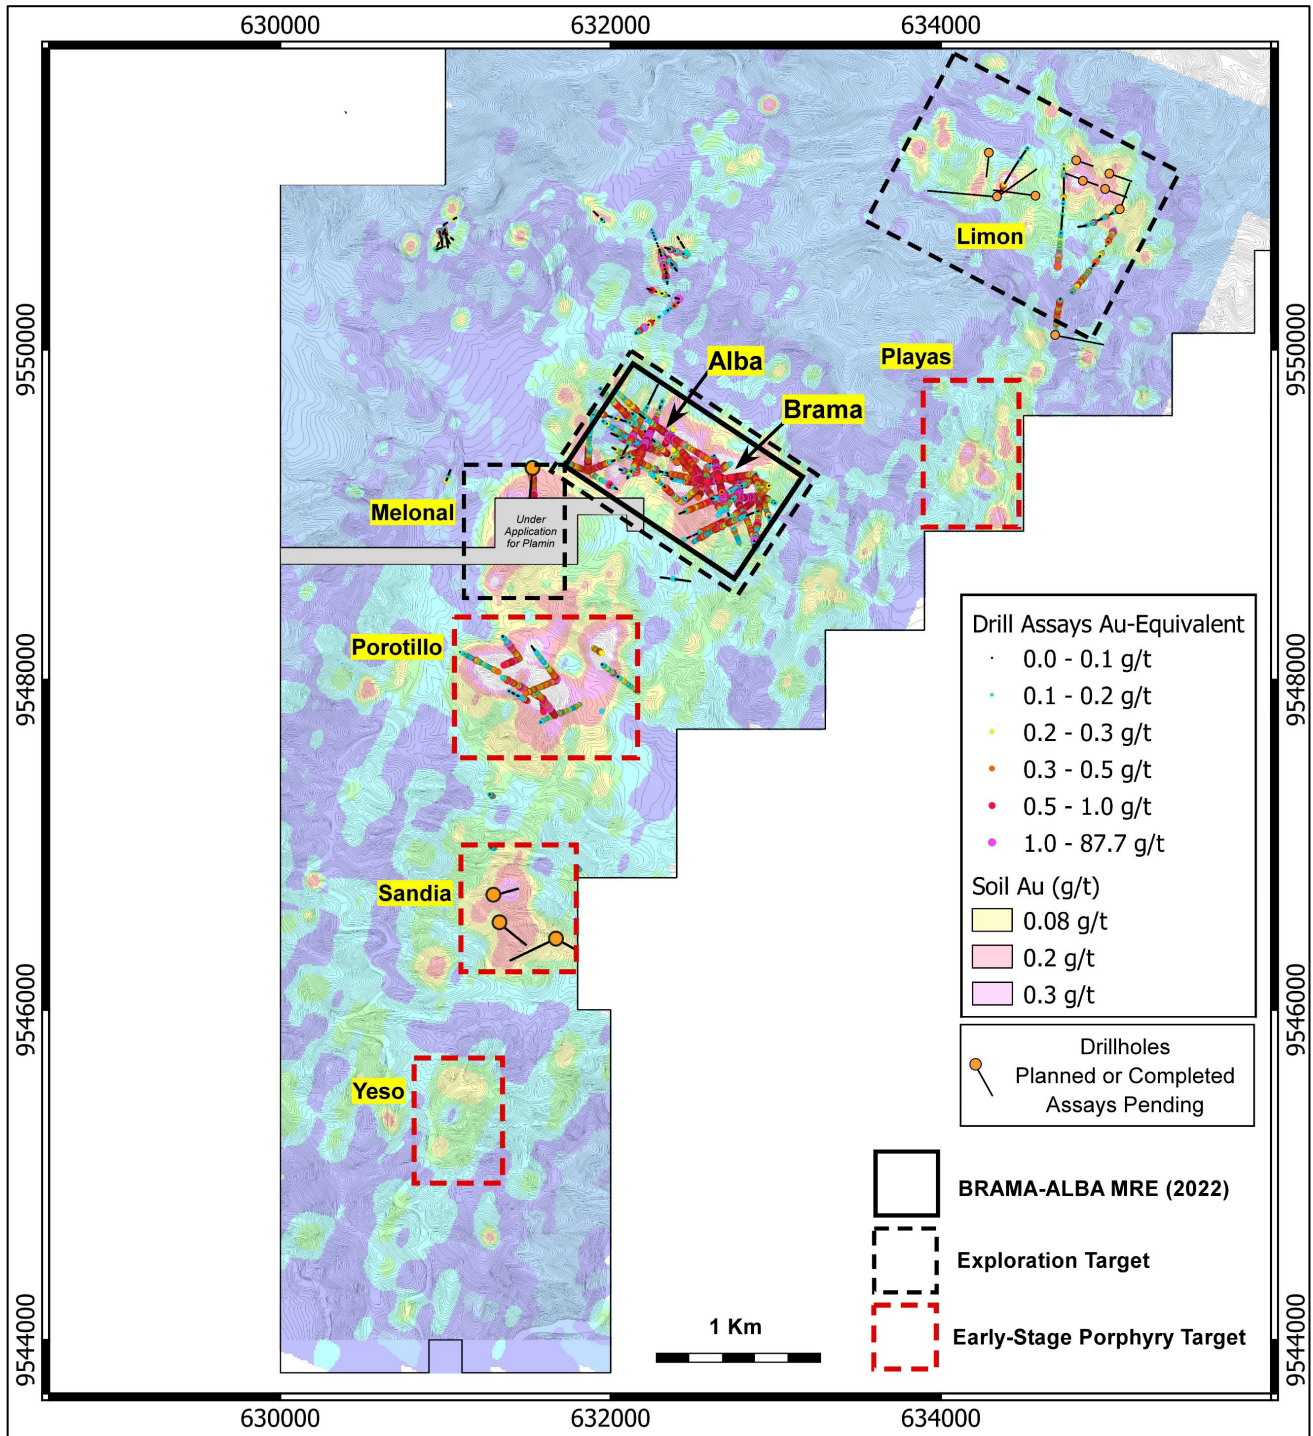 630000
632000
634000
Limon
9550000
9550000
Playas
Alba
Brama
Melonal
Under
Application
for Plamin
Porotillo
9548000
9548000
Drill Assays Au-Equivalent
0.0 - 0.1 g/t
0.1 - 0.2 g/t
0.2 - 0.3 g/t
0.3 - 0.5 g/t
0.5 - 1.0 g/t
1.0 - 87.7 g/t
Soil Au (g/t)
0.08 g/t
0.2 g/t
0.3 g/t
Sandia
9546000
9546000
Drillholes
Planned or Completed
Assays Pending
Yeso
BRAMA-ALBA MRE (2022)
Exploration Target
Early-Stage Porphyry Target
1 Km
9544000
9544000
630000
632000
634000